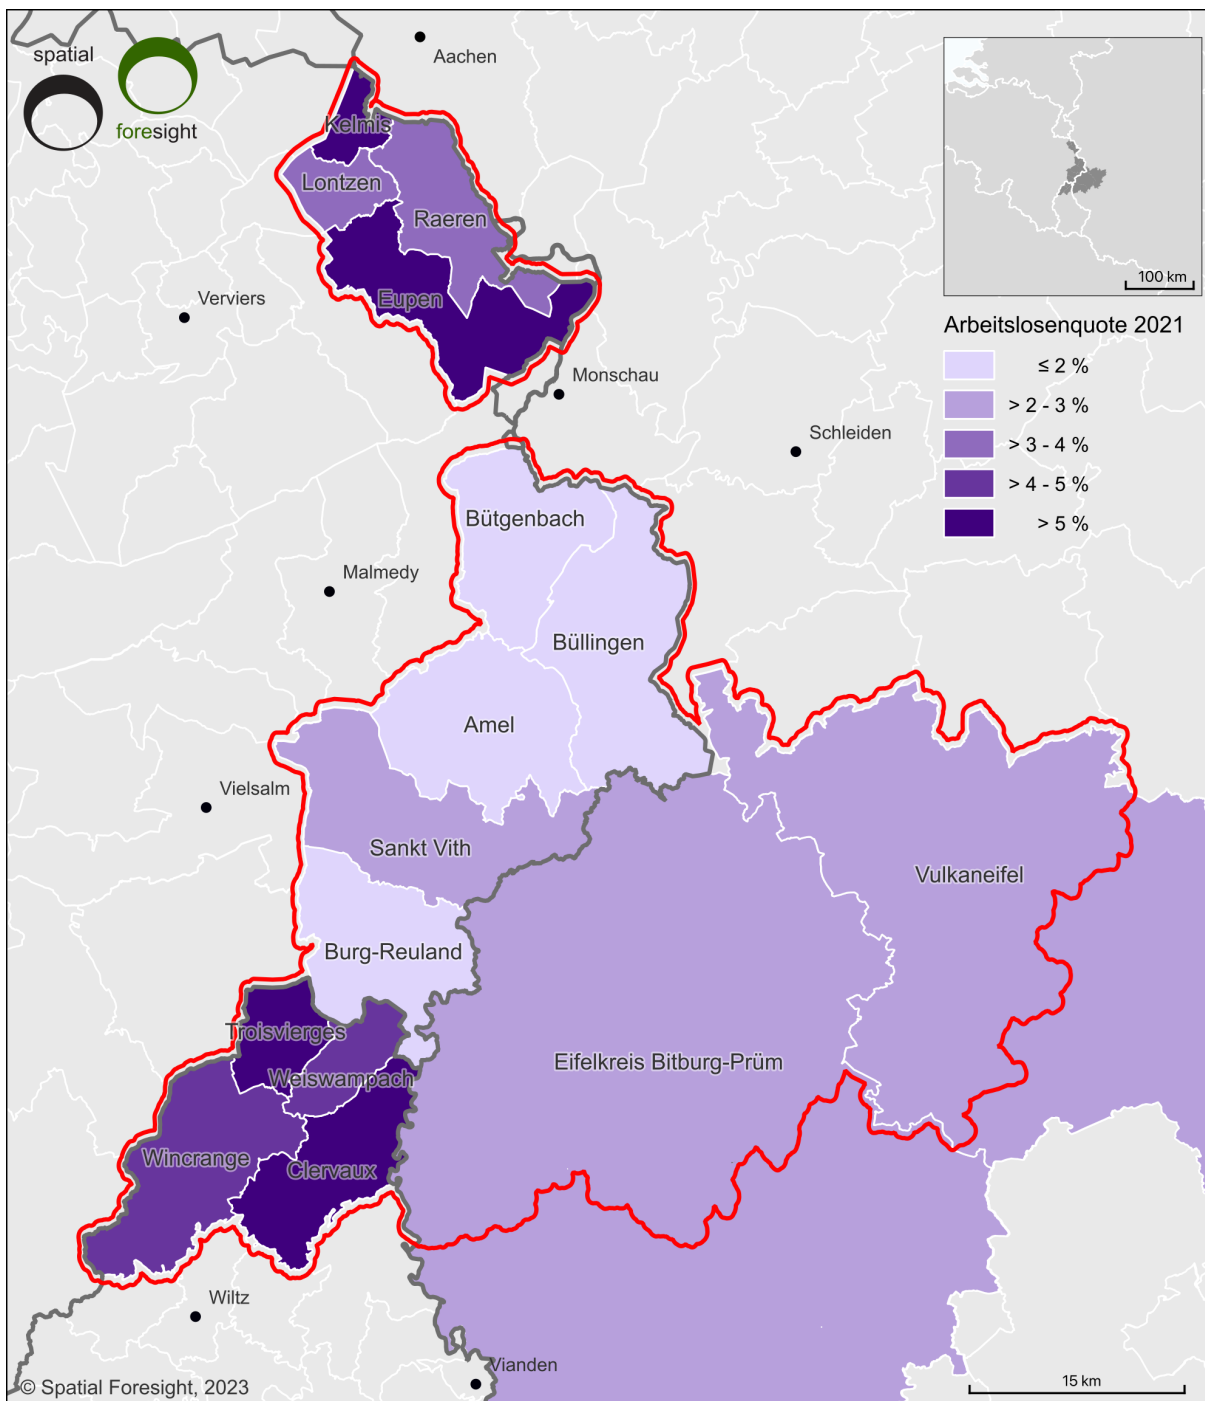 spatial
foresight
Aachen
Kelmis
Lontzen
Raeren
100 km
Verviers
Eupen
Arbeitslosenquote 2021
≤ 2 %
> 2 - 3 %
> 3 - 4 %
> 4 - 5 %
> 5 %
Monschau
Schleiden
Bütgenbach
Malmedy
Büllingen
Amel
Vielsalm
Sankt Vith
Vulkaneifel
Burg-Reuland
Troisvierges
Eifelkreis Bitburg-Prüm
Weiswampach
Wincrange
Clervaux
Wiltz
Vianden
© Spatial Foresight, 2023
15 km